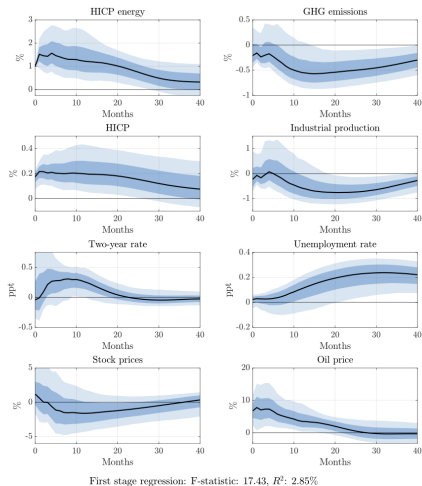 HICP energy
3
2
1
0
%
0 10 20 30 40
Months
GHG emissions
0
-0.5
-1
%
0 10 20 30 40
Months
HICP
0.4
0.2
0
%
0 10 20 30 40
Months
Industrial production
1
0
-1
%
0 10 20 30 40
Months
Two-year rate
0.5
0
-0.5
ppt
0 10 20 30 40
Months
Unemployment rate
0.4
0.2
0
0.2
ppt
0 10 20 30 40
Months
Stock prices
5
0
-5
%
0 10 20 30 40
Months
Oil price
20
10
0
%
0 10 20 30 40
Months
First stage regression: F-statistic: 17.43, R²: 2.85%